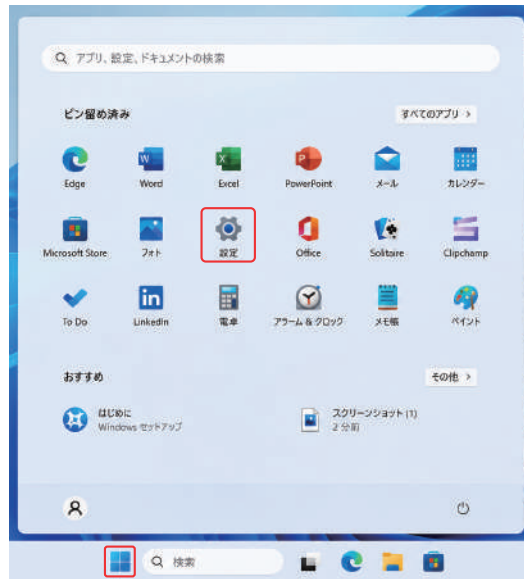 アプリ、設定、ドキュメントの検索
ピン留め済み
すべてのアプリ >
Edge
Word
Excel
PowerPoint
メール
カレンダー
Microsoft Store
フォト
設定
Office
Solitaire
Clipchamp
To Do
LinkedIn
電卓
アラーム & クロック
メモ帳
ペイント
おすすめ
その他 >
はじめに
Windows セットアップ
スクリーンショット (1)
2 分前
検索